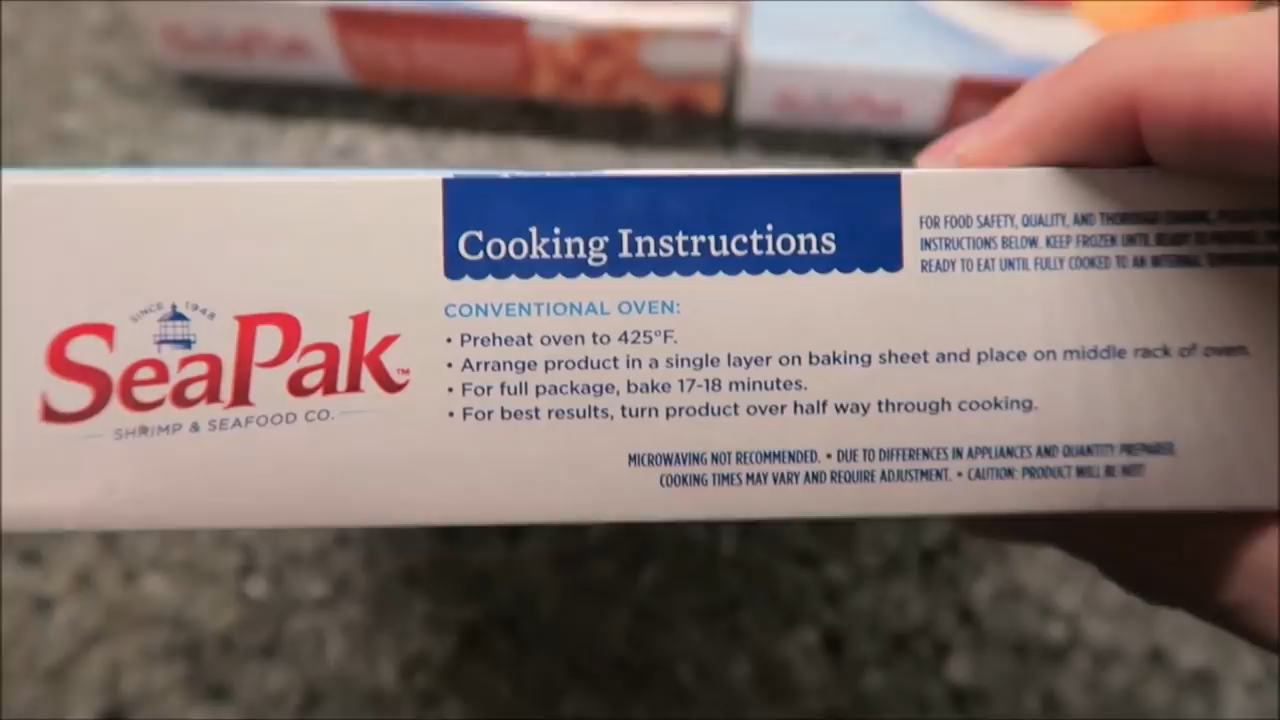 SINCE 1948
SeaPak™
SHRIMP & SEAFOOD CO.
Cooking Instructions
FOR FOOD SAFETY, QUALITY, AND
INSTRUCTIONS BELOW. KEEP FROZEN UNTIL
READY TO EAT UNTIL FULLY COOKED TO AN INTERNAL
CONVENTIONAL OVEN:
• Preheat oven to 425°F.
• Arrange product in a single layer on baking sheet and place on middle rack of oven.
• For full package, bake 17-18 minutes.
• For best results, turn product over half way through cooking.
MICROWAVING NOT RECOMMENDED. • DUE TO DIFFERENCES IN APPLIANCES AND QUANTITY PREPARED,
COOKING TIMES MAY VARY AND REQUIRE ADJUSTMENT. • CAUTION: PRODUCT WILL BE HOT!